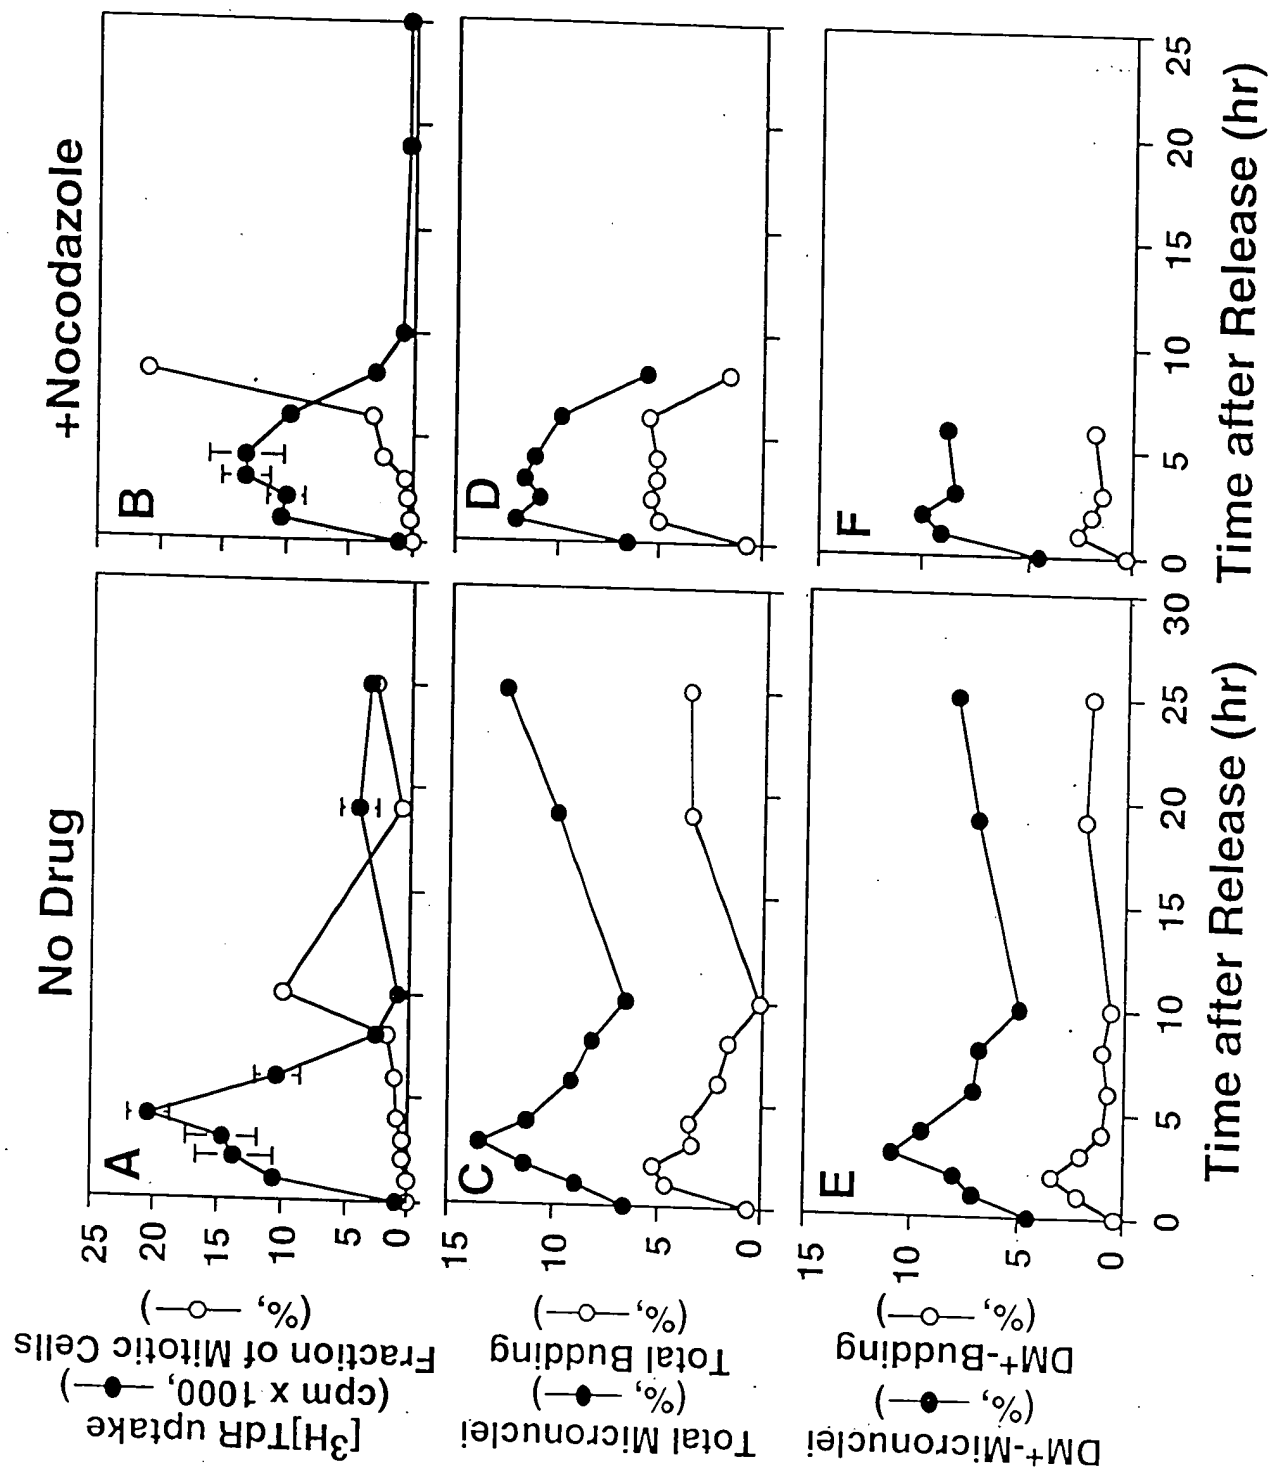 No Drug
+Nocodazole
[³H]TdR uptake
(cpm x 1000, —●—)
Fraction of Mitotic Cells
(%, —○—)
25
20
15
10
5
0
A
B
Total Micronuclei
(%, —●—)
Total Budding
(%, —○—)
15
10
5
0
C
D
DM⁺-Micronuclei
(%, —●—)
DM⁺-Budding
(%, —○—)
15
10
5
0
E
F
0 5 10 15 20 25 30
0 5 10 15 20 25
Time after Release (hr)
Time after Release (hr)